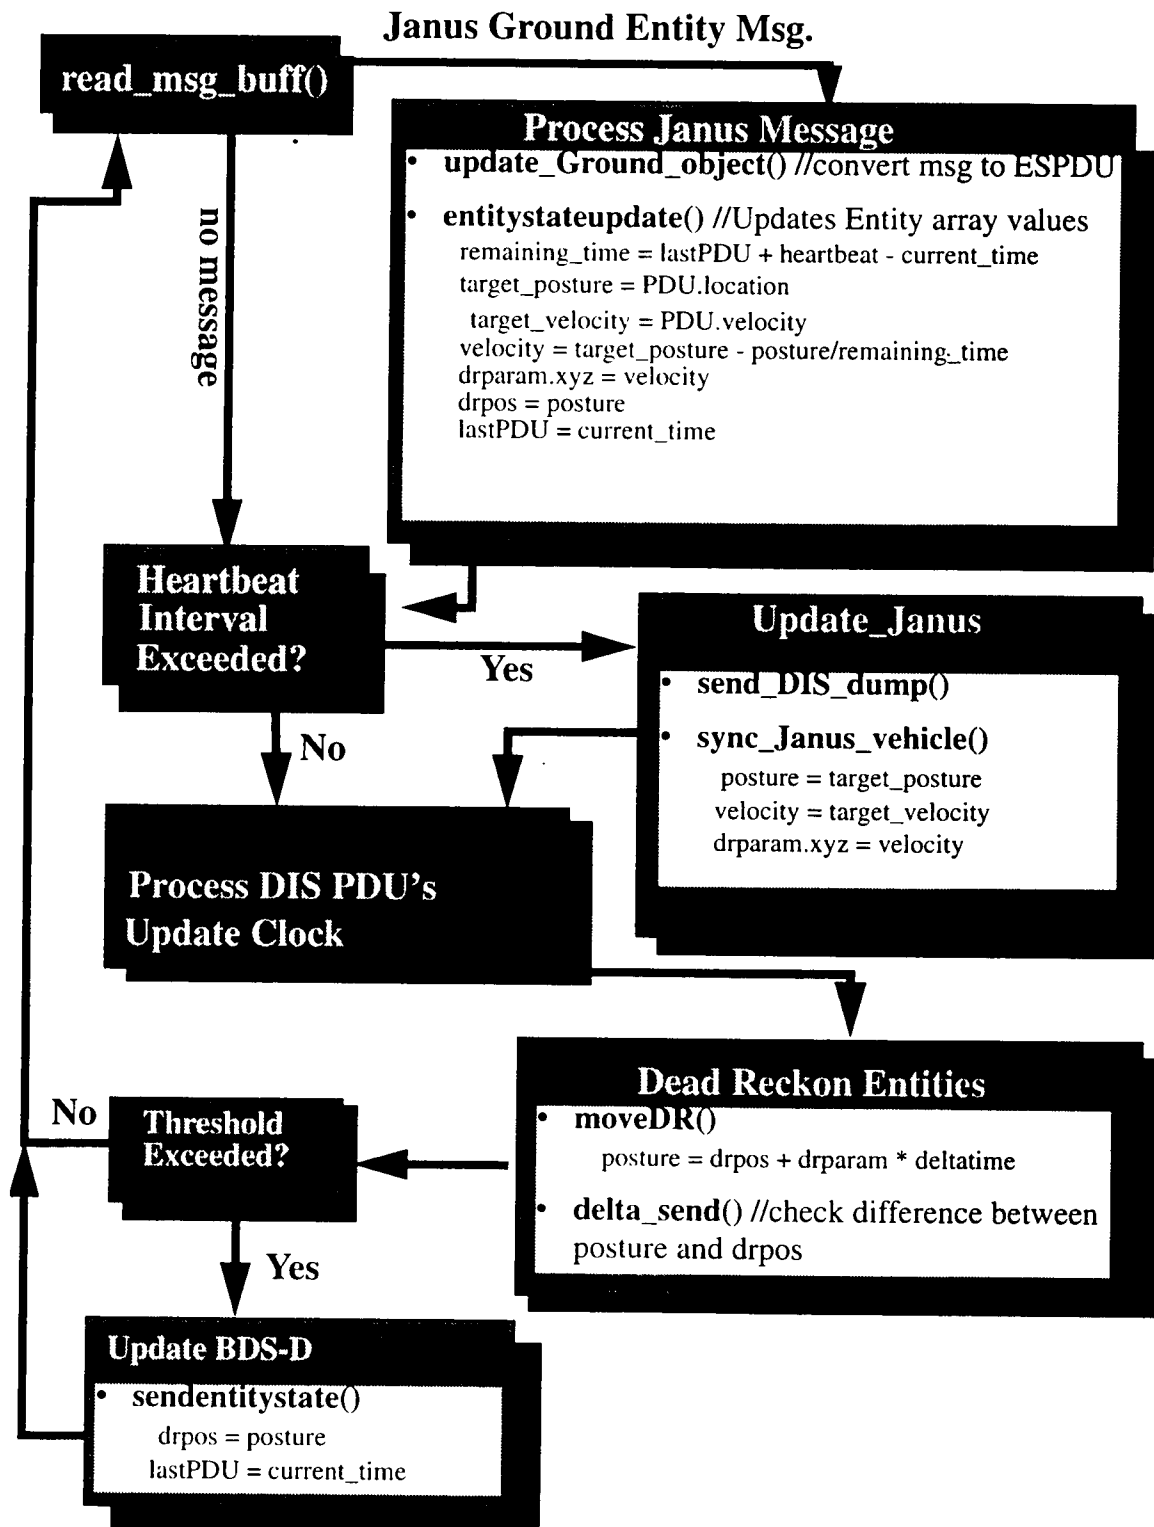 Janus Ground Entity Msg.
read_msg_buff()
Process Janus Message
• update_Ground_object() //convert msg to ESPDU
• entitystateupdate() //Updates Entity array values
remaining_time = lastPDU + heartbeat - current_time
target_posture = PDU.location
target_velocity = PDU.velocity
velocity = target_posture - posture/remaining_time
drparam.xyz = velocity
drpos = posture
lastPDU = current_time
no message
Heartbeat
Interval
Exceeded?
Yes
No
Update_Janus
• send_DIS_dump()
• sync_Janus_vehicle()
posture = target_posture
velocity = target_velocity
drparam.xyz = velocity
Process DIS PDU's
Update Clock
Dead Reckon Entities
• moveDR()
posture = drpos + drparam * deltatime
• delta_send() //check difference between
posture and drpos
No
Threshold
Exceeded?
Yes
Update BDS-D
• sendentitystate()
drpos = posture
lastPDU = current_time